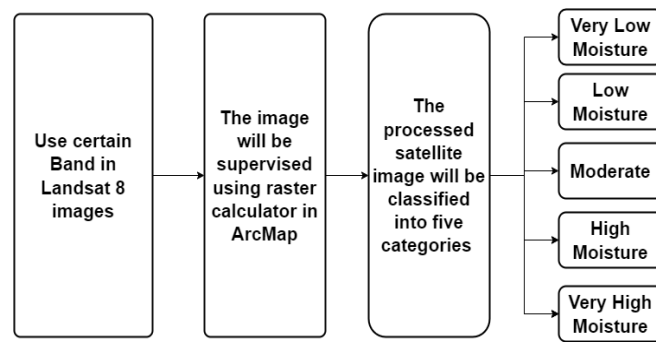 Use certain
Band in
Landsat 8
images
The image
will be
supervised
using raster
calculator in
ArcMap
The
processed
satellite
image will be
classified
into five
categories
Very Low
Moisture
Low
Moisture
Moderate
High
Moisture
Very High
Moisture